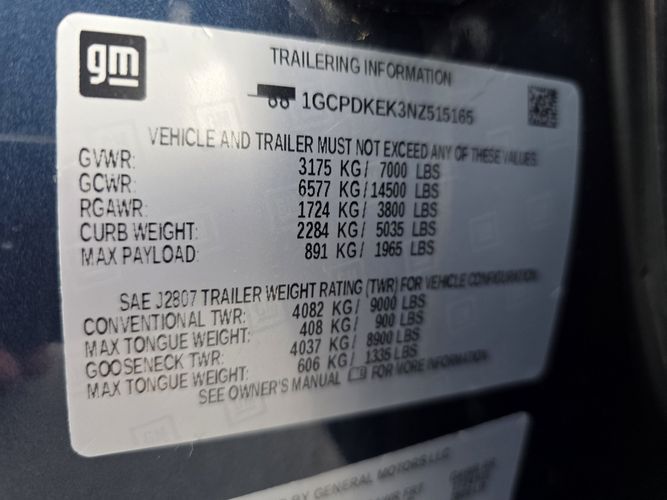 gm
TRAILERING INFORMATION
1GCPDKEK3NZ515165
VEHICLE AND TRAILER MUST NOT EXCEED ANY OF THESE VALUES:
GVWR: 3175 KG/ 7000 LBS
GCWR: 6577 KG/ 14500 LBS
RGAWR: 1724 KG/ 3800 LBS
CURB WEIGHT: 2284 KG/ 5035 LBS
MAX PAYLOAD: 891 KG/ 1965 LBS
SAE J2807 TRAILER WEIGHT RATING (TWR) FOR VEHICLE CONFIGURATION:
CONVENTIONAL TWR: 4082 KG/ 9000 LBS
MAX TONGUE WEIGHT: 408 KG/ 900 LBS
GOOSENECK TWR: 4037 KG/ 8900 LBS
MAX TONGUE WEIGHT: 606 KG/ 1335 LBS
SEE OWNER'S MANUAL FOR MORE INFORMATION
BY GENERAL MOTORS LLC